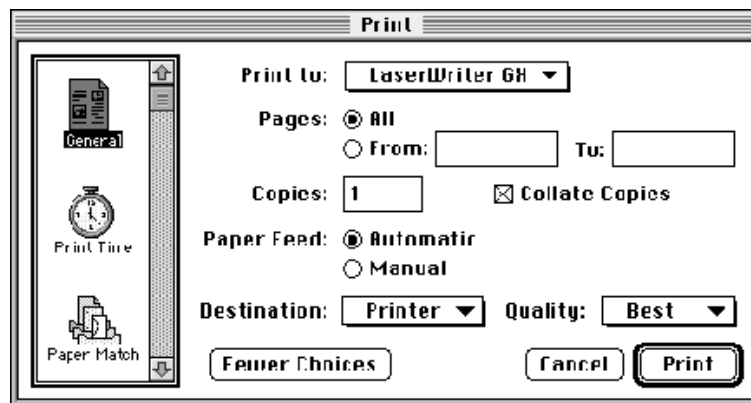 Print
General
Print Time
Paper Match
Print to: LaserWriter GX
Pages: All
From: To:
Copies: 1 Collate Copies
Paper Feed: Automatic
Manual
Destination: Printer Quality: Best
Fewer Choices Cancel Print